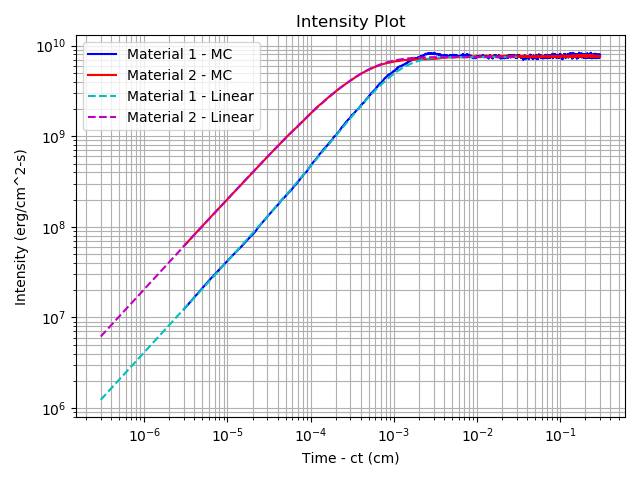 Intensity Plot
Material 1 - MC
Material 2 - MC
Material 1 - Linear
Material 2 - Linear
Intensity (erg/cm^2-s)
10^10
10^9
10^8
10^7
10^6
10^−6
10^−5
10^−4
10^−3
10^−2
10^−1
Time - ct (cm)